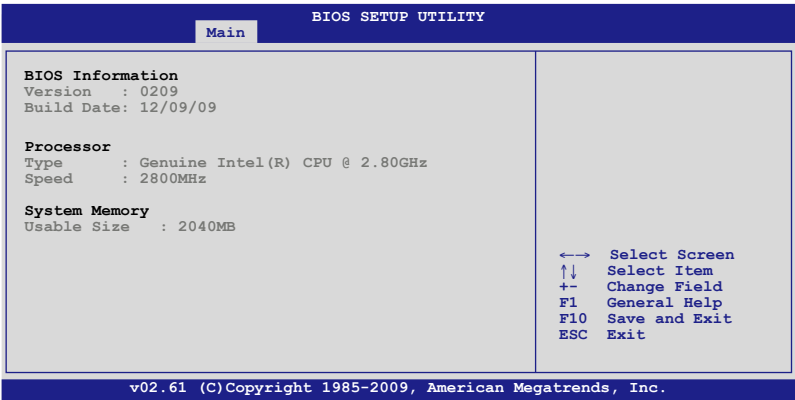 BIOS SETUP UTILITY
Main
BIOS Information
Version : 0209
Build Date: 12/09/09
Processor
Type : Genuine Intel(R) CPU @ 2.80GHz
Speed : 2800MHz
System Memory
Usable Size : 2040MB
←→ Select Screen
↑↓ Select Item
+- Change Field
F1 General Help
F10 Save and Exit
ESC Exit
v02.61 (C)Copyright 1985-2009, American Megatrends, Inc.